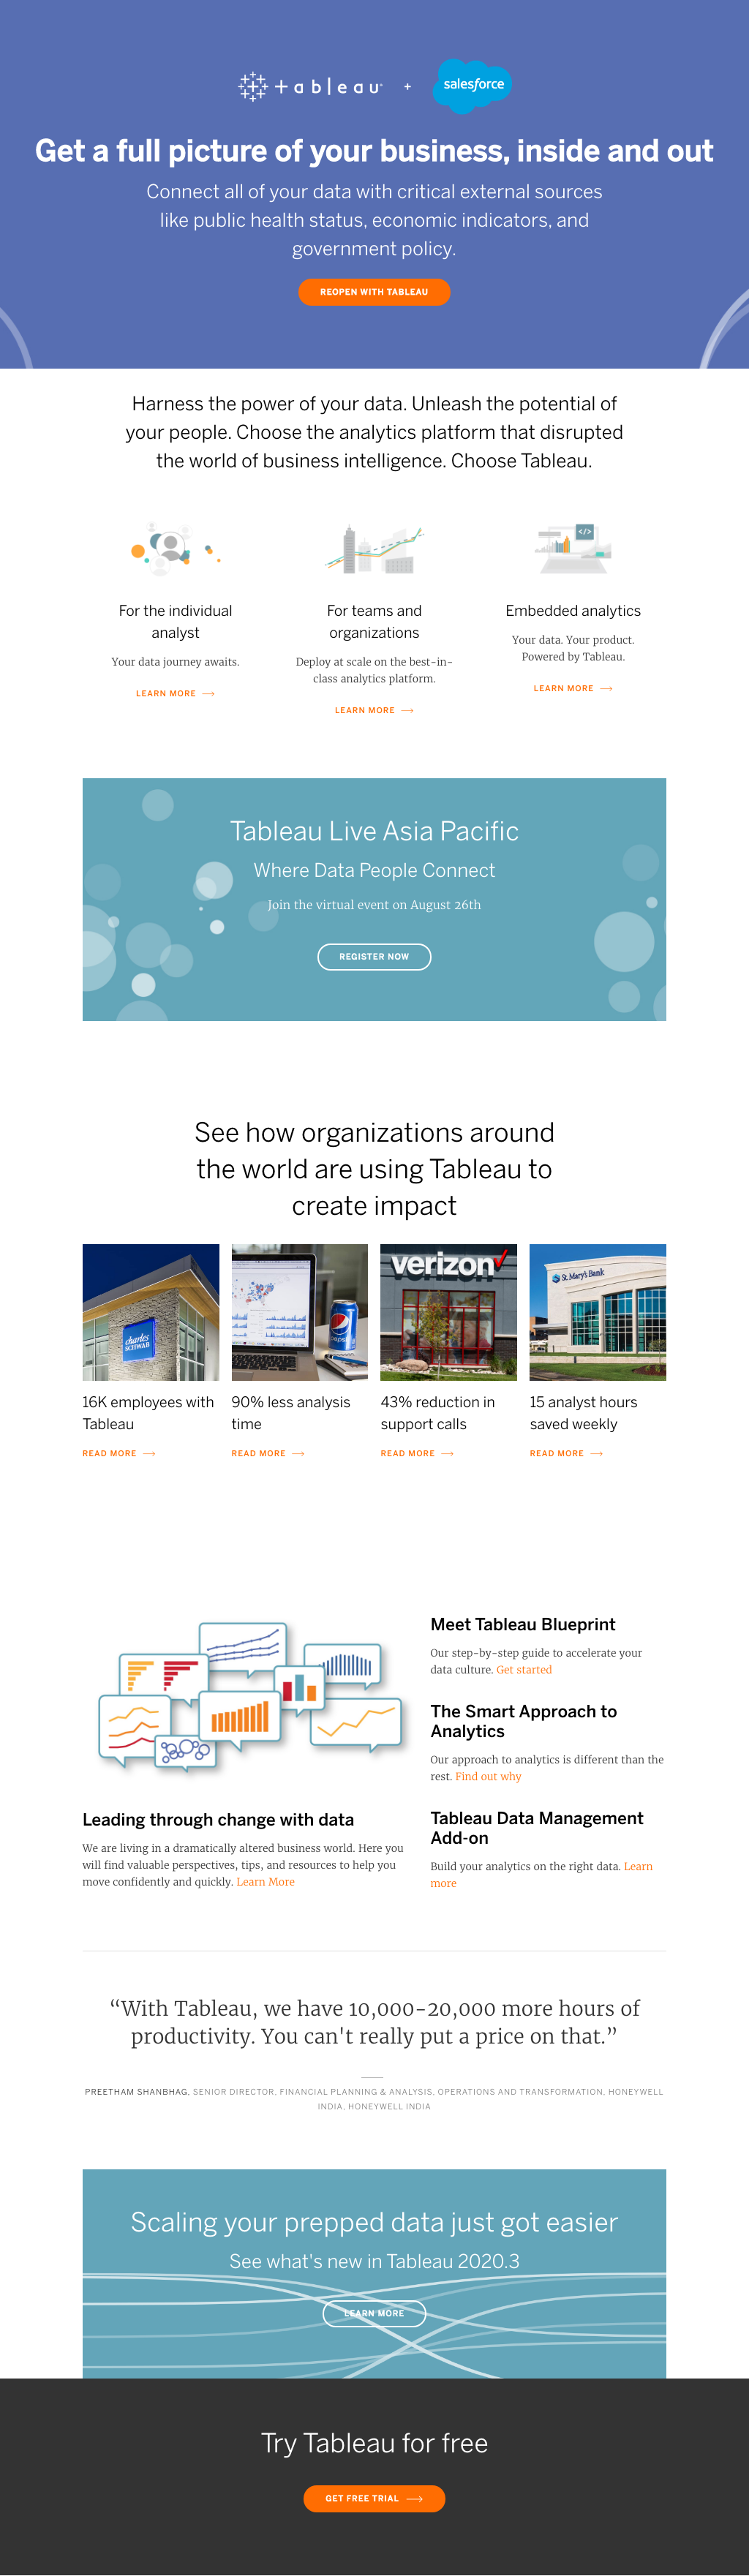 + a b l e a u
+
salesforce
Get a full picture of your business, inside and out
Connect all of your data with critical external sources
like public health status, economic indicators, and
government policy.
REOPEN WITH TABLEAU
Harness the power of your data. Unleash the potential of
your people. Choose the analytics platform that disrupted
the world of business intelligence. Choose Tableau.
</>
For the individual
analyst
Your data journey awaits.
LEARN MORE
For teams and
organizations
Deploy at scale on the best-in-
class analytics platform.
LEARN MORE
Embedded analytics
Your data. Your product.
Powered by Tableau.
LEARN MORE
Tableau Live Asia Pacific
Where Data People Connect
Join the virtual event on August 26th
REGISTER NOW
See how organizations around
the world are using Tableau to
create impact
charles
SCHWAB
16K employees with
Tableau
READ MORE
pepsi
90% less analysis
time
READ MORE
verizon
43% reduction in
support calls
READ MORE
St. Mary's Bank
15 analyst hours
saved weekly
READ MORE
Leading through change with data
We are living in a dramatically altered business world. Here you
will find valuable perspectives, tips, and resources to help you
move confidently and quickly. Learn More
Meet Tableau Blueprint
Our step-by-step guide to accelerate your
data culture. Get started
The Smart Approach to
Analytics
Our approach to analytics is different than the
rest. Find out why
Tableau Data Management
Add-on
Build your analytics on the right data. Learn
more
“With Tableau, we have 10,000-20,000 more hours of
productivity. You can't really put a price on that.”
PREETHAM SHANBHAG, SENIOR DIRECTOR, FINANCIAL PLANNING & ANALYSIS, OPERATIONS AND TRANSFORMATION, HONEYWELL
INDIA, HONEYWELL INDIA
Scaling your prepped data just got easier
See what's new in Tableau 2020.3
LEARN MORE
Try Tableau for free
GET FREE TRIAL